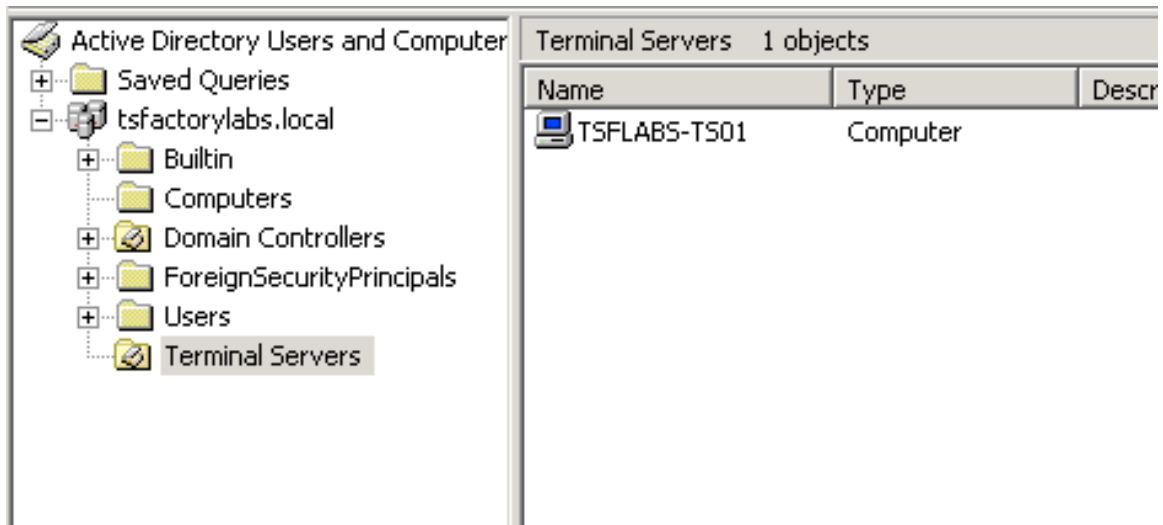 Active Directory Users and Computer
Saved Queries
tsfactorylabs.local
Builtin
Computers
Domain Controllers
ForeignSecurityPrincipals
Users
Terminal Servers
Terminal Servers 1 objects
Name Type Descr
TSFLABS-TS01 Computer